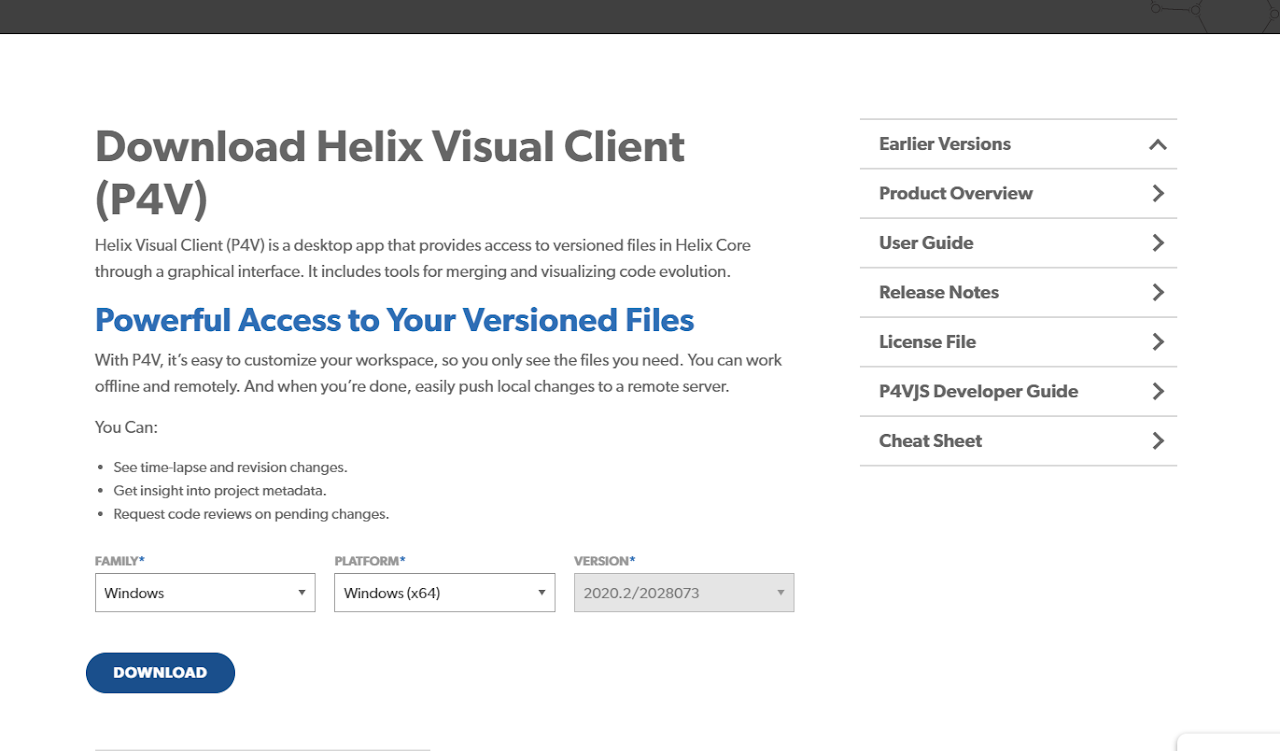 Download Helix Visual Client
(P4V)
Helix Visual Client (P4V) is a desktop app that provides access to versioned files in Helix Core
through a graphical interface. It includes tools for merging and visualizing code evolution.
Powerful Access to Your Versioned Files
With P4V, it's easy to customize your workspace, so you only see the files you need. You can work
offline and remotely. And when you're done, easily push local changes to a remote server.
You Can:
• See time-lapse and revision changes.
• Get insight into project metadata.
• Request code reviews on pending changes.
FAMILY* PLATFORM* VERSION*
Windows Windows (x64) 2020.2/2028073
DOWNLOAD
Earlier Versions
Product Overview
User Guide
Release Notes
License File
P4VJS Developer Guide
Cheat Sheet